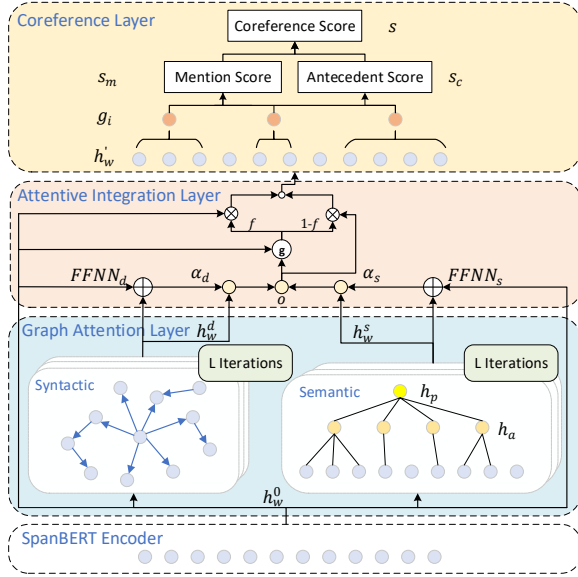 Coreference Layer
Coreference Score s
s_m Mention Score Antecedent Score s_c
g_i
h_w^'
Attentive Integration Layer
f 1-f
g
FFNN_d α_d o α_s FFNN_s
Graph Attention Layer h_w^d h_w^s
L Iterations L Iterations
Syntactic Semantic
h_p
h_a
h_w^0
SpanBERT Encoder